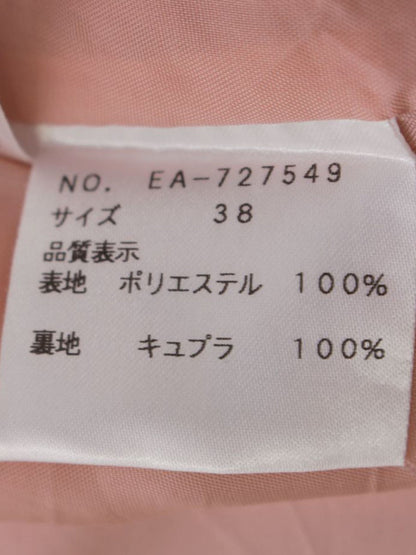 NO. EA-727549
サイズ 38
品質表示
表地 ポリエステル 100%
裏地 キュプラ 100%